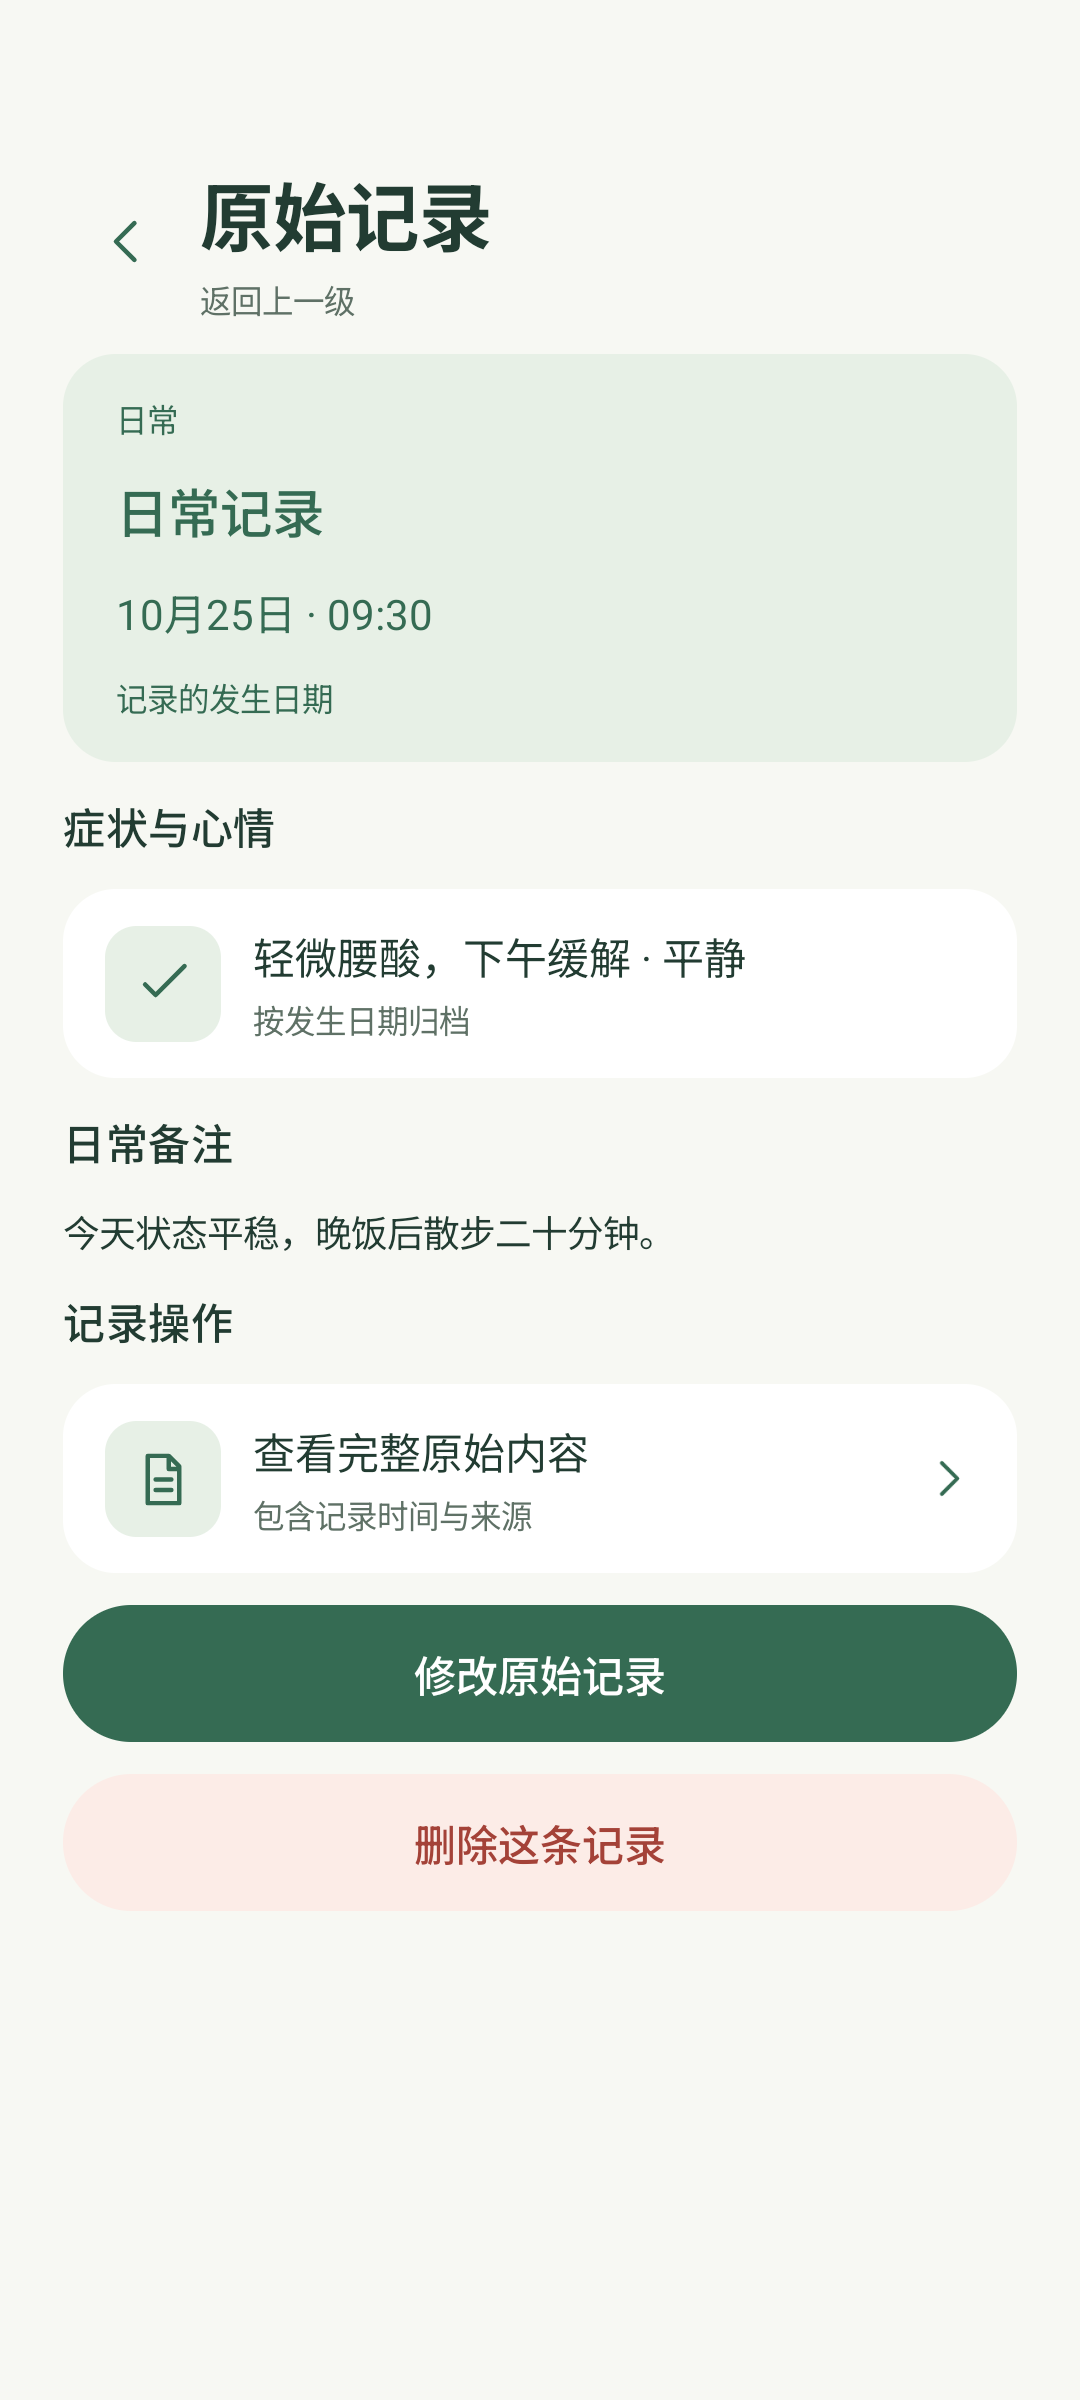 原始记录
返回上一级
日常
日常记录
10月25日 · 09:30
记录的发生日期
症状与心情
轻微腰酸，下午缓解 · 平静
按发生日期归档
日常备注
今天状态平稳，晚饭后散步二十分钟。
记录操作
查看完整原始内容
包含记录时间与来源
修改原始记录
删除这条记录